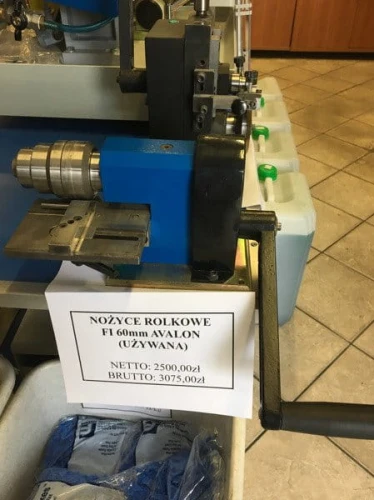 NOŻYCE ROLKOWE
FI 60mm AVALON
(UŻYWANA)
NETTO: 2500,00zł
BRUTTO: 3075,00zł